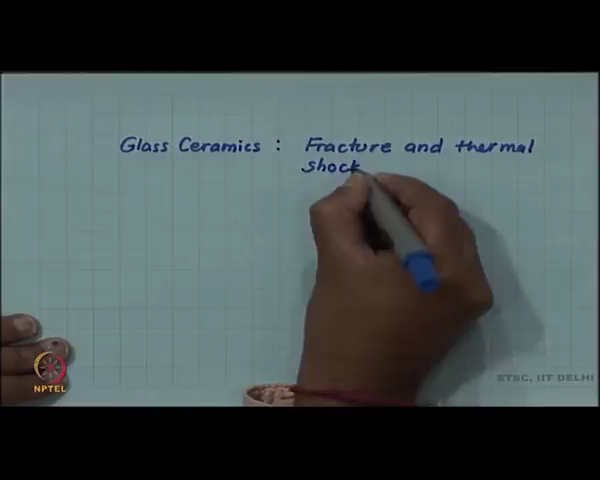 Glass Ceramics : Fracture and thermal
shock
NPTEL
ETSC, IIT DELHI